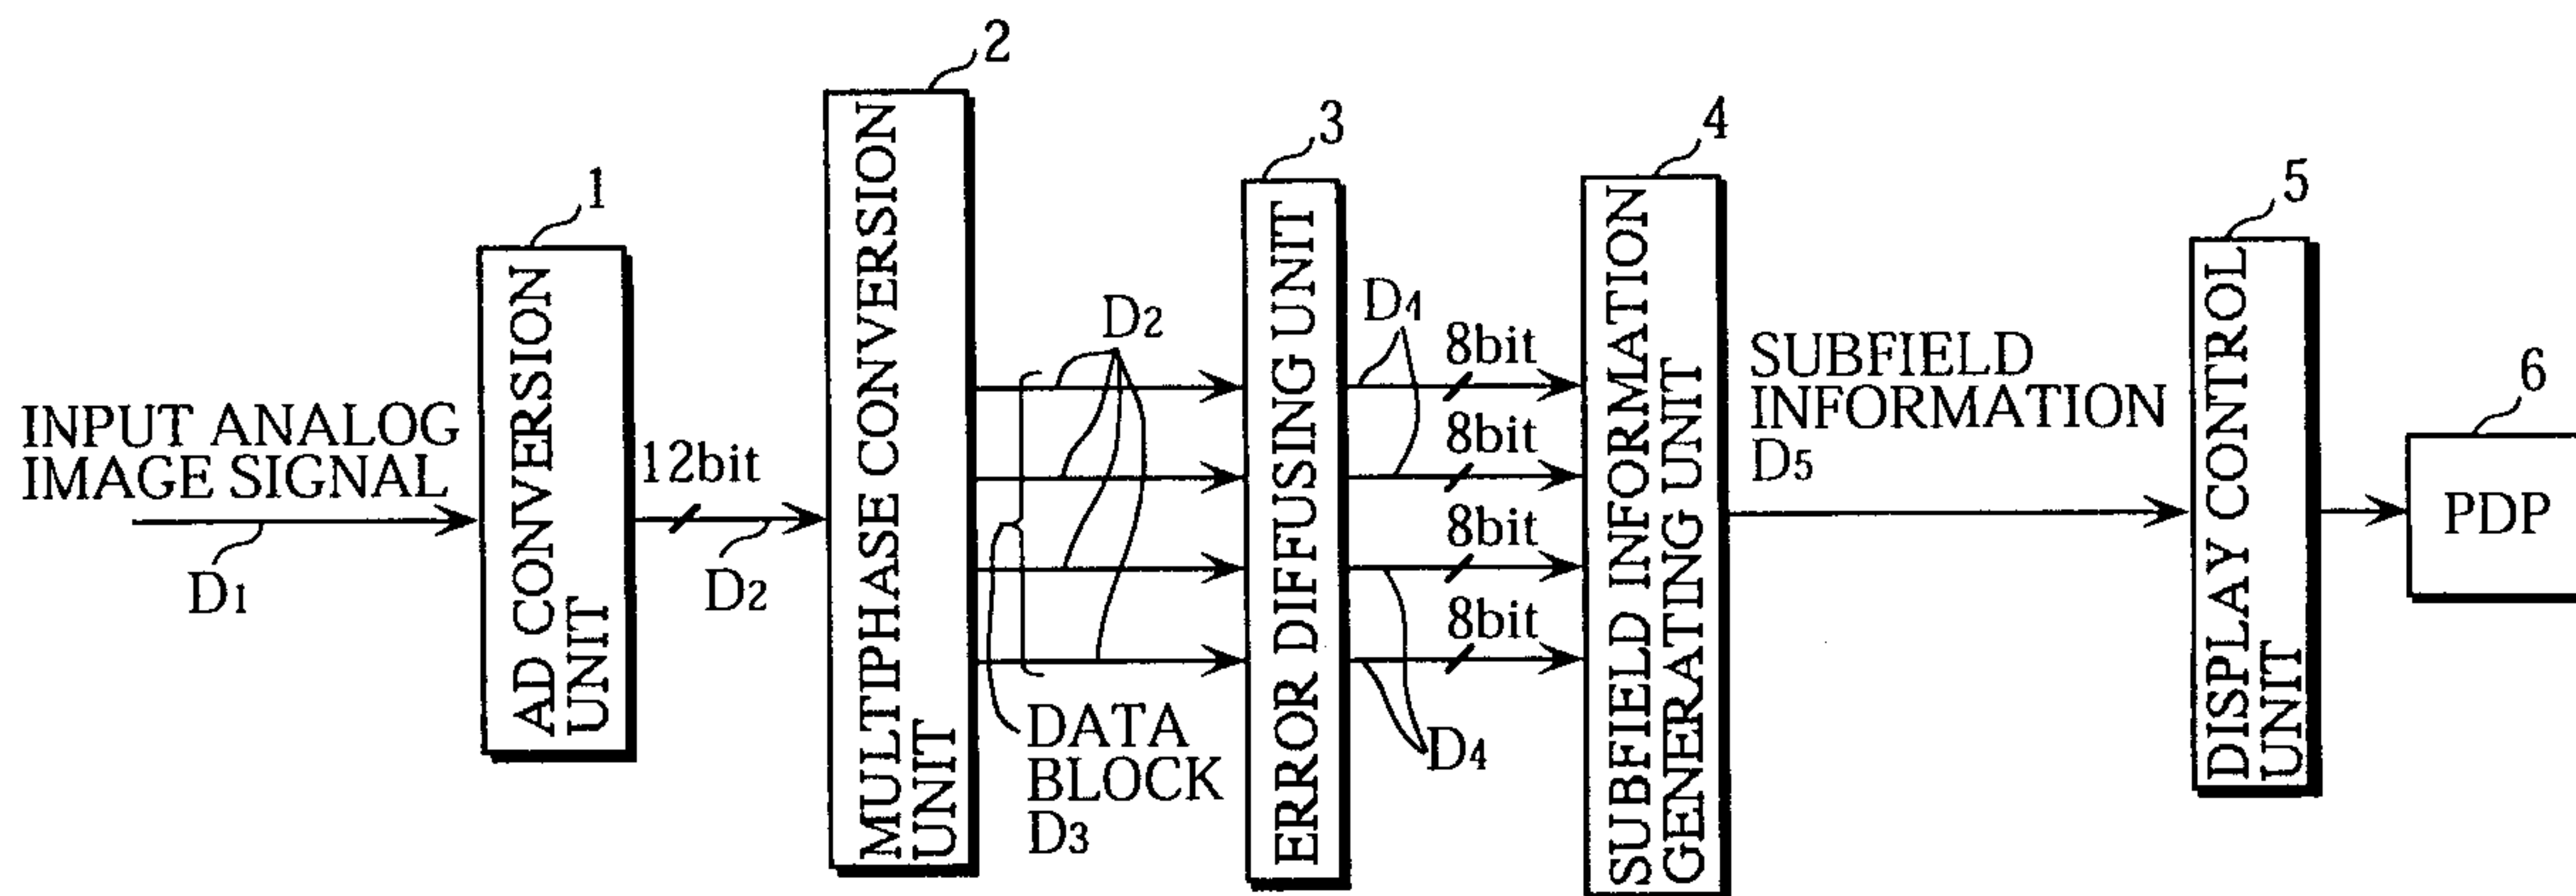 INPUT ANALOG
IMAGE SIGNAL
D1
1
AD CONVERSION
UNIT
12bit
D2
2
MULTIPHASE CONVERSION
UNIT
D2
DATA
BLOCK
D3
3
ERROR DIFFUSING UNIT
D4
8bit
8bit
8bit
8bit
D4
4
SUBFIELD INFORMATION
GENERATING UNIT
SUBFIELD
INFORMATION
D5
5
DISPLAY CONTROL
UNIT
6
PDP